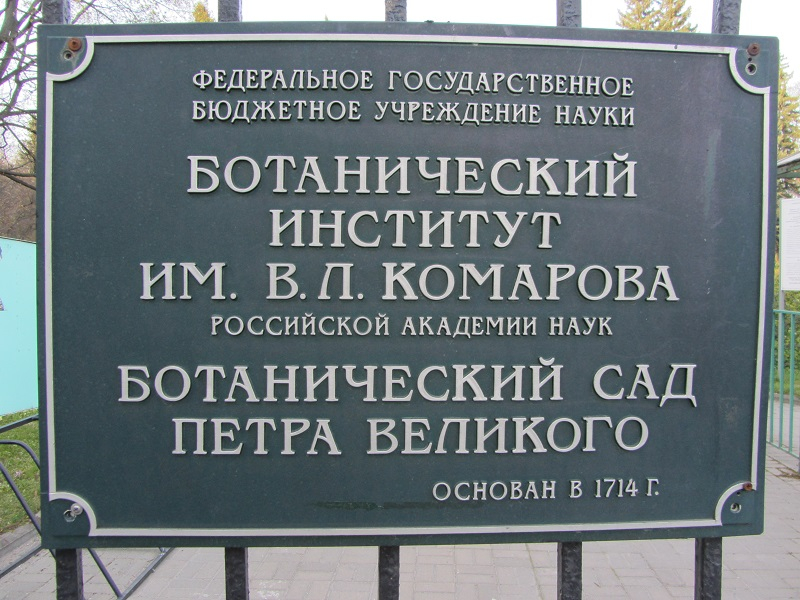 ФЕДЕРАЛЬНОЕ ГОСУДАРСТВЕННОЕ
БЮДЖЕТНОЕ УЧРЕЖДЕНИЕ НАУКИ
БОТАНИЧЕСКИЙ
ИНСТИТУТ
ИМ. В.Л. КОМАРОВА
РОССИЙСКОЙ АКАДЕМИИ НАУК
БОТАНИЧЕСКИЙ САД
ПЕТРА ВЕЛИКОГО
ОСНОВАН В 1714 Г.